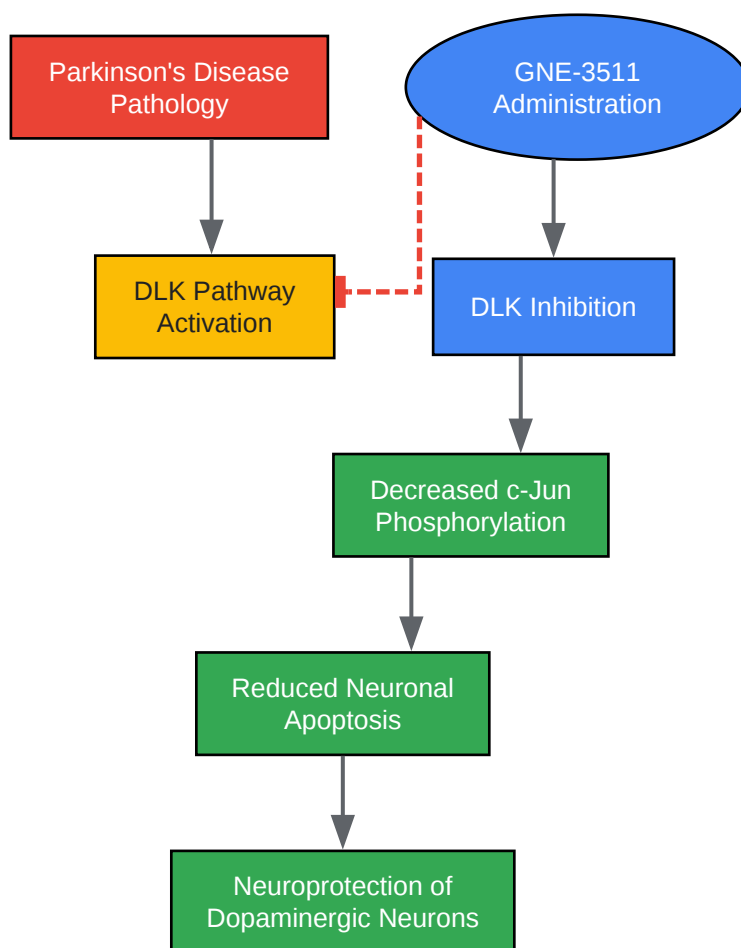 Parkinson's Disease
Pathology
GNE-3511
Administration
DLK Pathway
Activation
DLK Inhibition
Decreased c-Jun
Phosphorylation
Reduced Neuronal
Apoptosis
Neuroprotection of
Dopaminergic Neurons